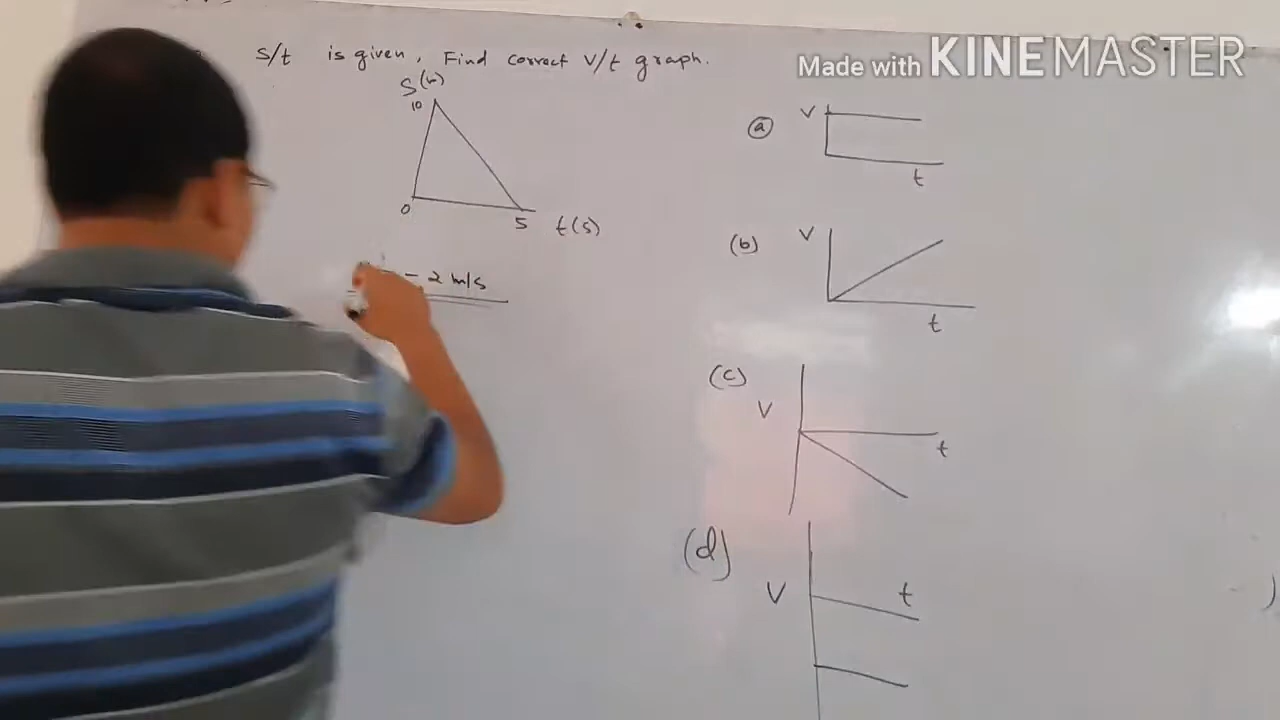 S/t is given, Find correct V/t graph.
Made with KINEMASTER
S(m)
10
0
5
t(s)
- 2 m/s
(a)
V
t
(b)
V
t
(c)
V
t
(d)
V
t
)